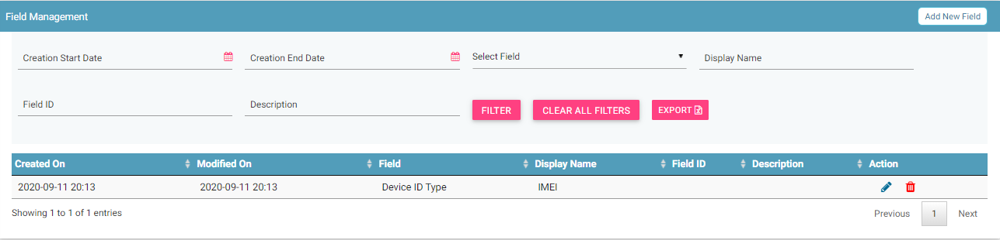 Field Management Add New Field
Creation Start Date Creation End Date Select Field Display Name
Field ID Description FILTER CLEAR ALL FILTERS EXPORT
Created On Modified On Field Display Name Field ID Description Action
2020-09-11 20:13 2020-09-11 20:13 Device ID Type IMEI
Showing 1 to 1 of 1 entries Previous 1 Next